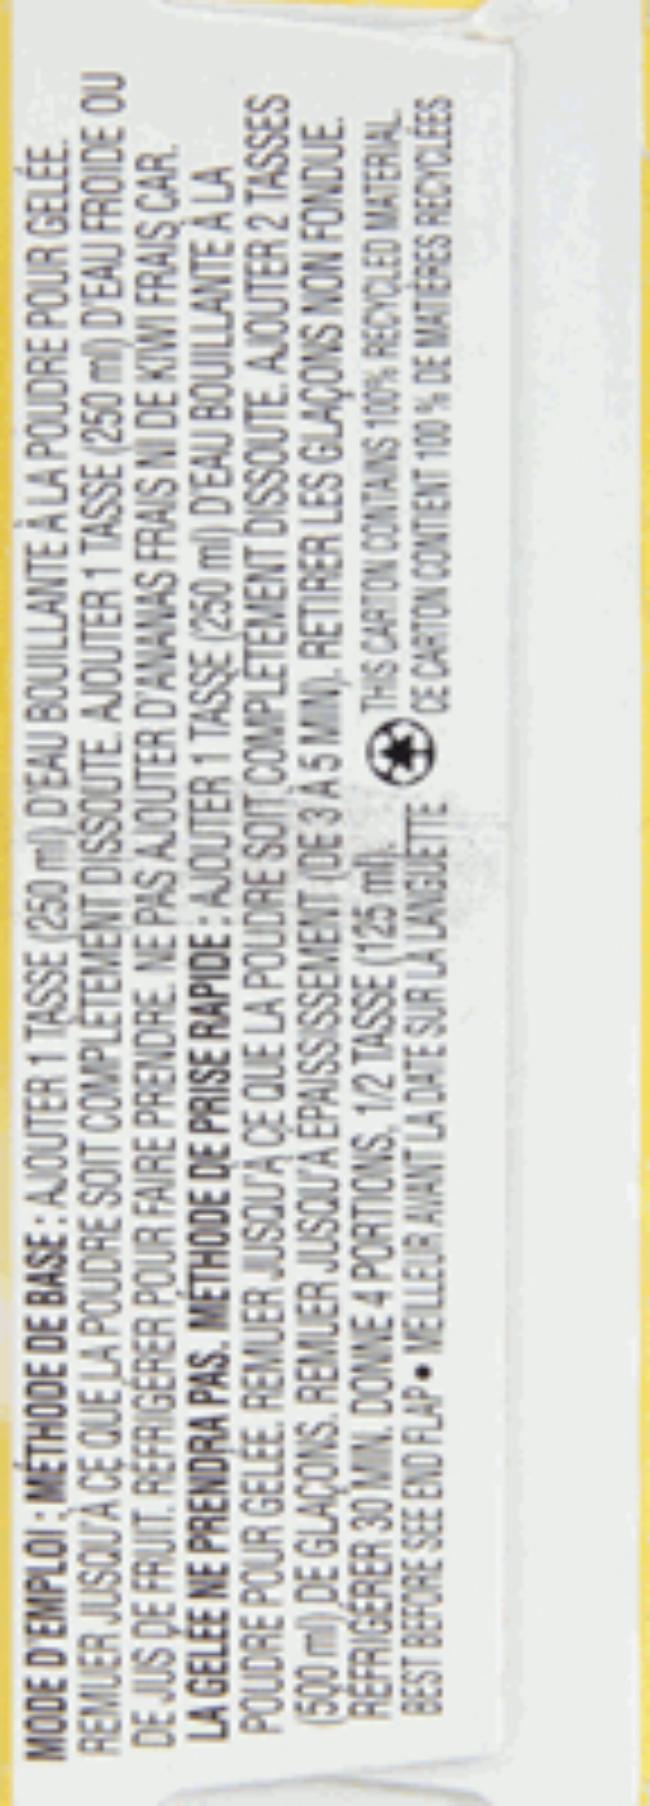 MODE D'EMPLOI : MÉTHODE DE BASE : AJOUTER 1 TASSE (250 ml) D'EAU BOUILLANTE À LA POUDRE POUR GELÉE.
REMUER JUSQU'À CE QUE LA POUDRE SOIT COMPLÈTEMENT DISSOUTE. AJOUTER 1 TASSE (250 ml) D'EAU FROIDE OU
DE JUS DE FRUIT. RÉFRIGÉRER POUR FAIRE PRENDRE. NE PAS AJOUTER D'ANANAS FRAIS NI DE KIWI FRAIS, CAR
LA GELÉE NE PRENDRA PAS. MÉTHODE DE PRISE RAPIDE : AJOUTER 1 TASSE (250 ml) D'EAU BOUILLANTE À LA
POUDRE POUR GELÉE. REMUER JUSQU'À CE QUE LA POUDRE SOIT COMPLÈTEMENT DISSOUTE. AJOUTER 2 TASSES
(500 ml) DE GLAÇONS. REMUER JUSQU'À ÉPAISSISSEMENT (DE 3 À 5 MIN). RETIRER LES GLAÇONS NON FONDUE.
RÉFRIGÉRER 30 MIN. DONNE 4 PORTIONS, 1/2 TASSE (125 ml).
BEST BEFORE SEE END FLAP • MEILLEUR AVANT LA DATE SUR LA LANGUETTE
THIS CARTON CONTAINS 100% RECYCLED MATERIAL.
CE CARTON CONTIENT 100 % DE MATIÈRES RECYCLÉES